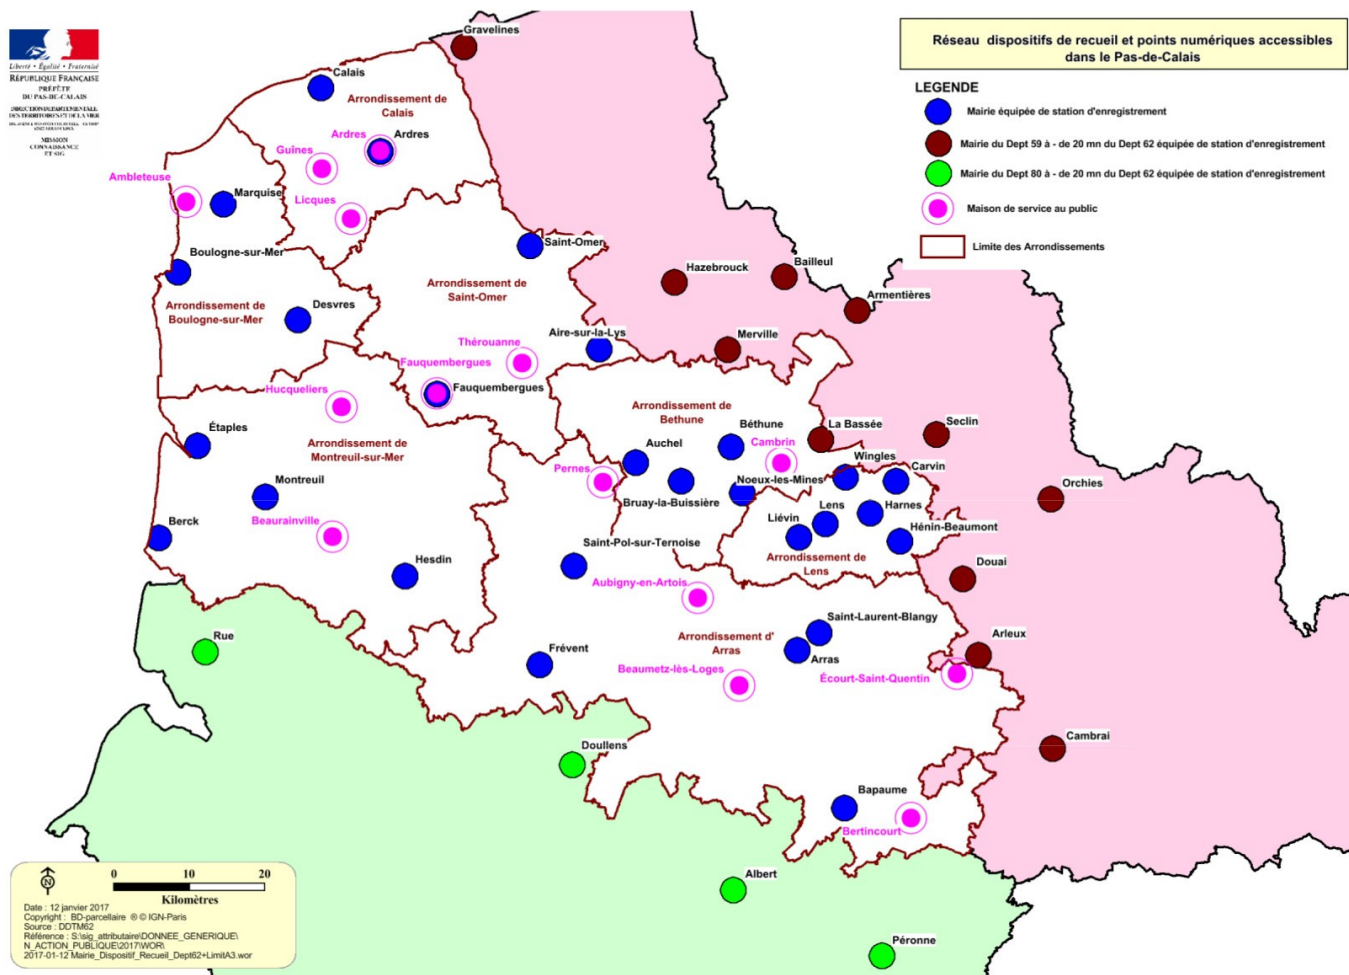 Liberté • Égalité • Fraternité
RÉPUBLIQUE FRANÇAISE
PRÉFÈTE
DU PAS-DE-CALAIS
DIRECTION DEPARTEMENTALE
DES TERRITOIRES ET DE LA MER
MISSION
CONNAISSANCE
ET SIG
Réseau dispositifs de recueil et points numériques accessibles
dans le Pas-de-Calais
LEGENDE
Mairie équipée de station d'enregistrement
Mairie du Dept 59 à - de 20 mn du Dept 62 équipée de station d'enregistrement
Mairie du Dept 80 à - de 20 mn du Dept 62 équipée de station d'enregistrement
Maison de service au public
Limite des Arrondissements
Gravelines
Calais
Arrondissement de
Calais
Ardres
Ardres
Guînes
Ambleteuse
Marquise
Licques
Boulogne-sur-Mer
Saint-Omer
Hazebrouck
Bailleul
Arrondissement de
Saint-Omer
Arrondissement de
Boulogne-sur-Mer
Desvres
Armentières
Aire-sur-la-Lys
Merville
Thérouanne
Fauquembergues
Fauquembergues
Hucqueliers
Arrondissement de
Bethune
Étaples
Arrondissement de
Montreuil-sur-Mer
Auchel
Béthune
Cambrin
La Bassée
Seclin
Pernes
Wingles
Carvin
Montreuil
Noeux-les-Mines
Bruay-la-Buissière
Orchies
Berck
Beaurainville
Liévin
Lens
Harnes
Hénin-Beaumont
Saint-Pol-sur-Ternoise
Arrondissement de
Lens
Hesdin
Aubigny-en-Artois
Douai
Rue
Saint-Laurent-Blangy
Arrondissement d'
Arras
Arras
Arleux
Frévent
Beaumetz-lès-Loges
Écourt-Saint-Quentin
Doullens
Cambrai
Bapaume
Bertincourt
Albert
Péronne
N
0 10 20
Kilomètres
Date : 12 janvier 2017
Copyright : BD-parcellaire ® © IGN-Paris
Source : DDTM62
Référence : S:\sig_attributaire\DONNEE_GENERIQUE\
N_ACTION_PUBLIQUE\2017\WOR\
2017-01-12 Mairie_Dispositif_Recueil_Dept62+LimitA3.wor